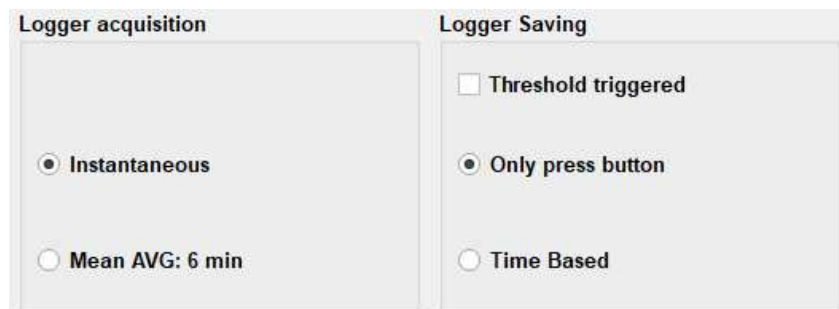 Logger acquisition
Instantaneous
Mean AVG: 6 min
Logger Saving
Threshold triggered
Only press button
Time Based